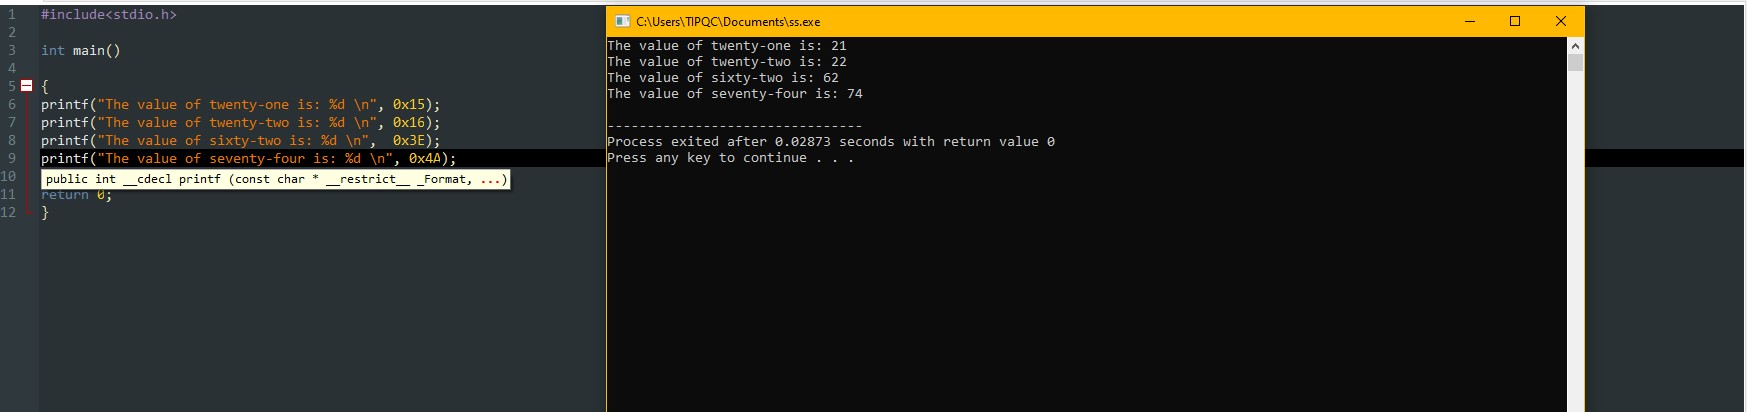 1 #include<stdio.h>
2
3 int main()
4
5 {
6 printf("The value of twenty-one is: %d \n", 0x15);
7 printf("The value of twenty-two is: %d \n", 0x16);
8 printf("The value of sixty-two is: %d \n",  0x3E);
9 printf("The value of seventy-four is: %d \n", 0x4A);
10 public int __cdecl printf (const char * __restrict__ _Format, ...)
11 return 0;
12 }
C:\Users\TIPQC\Documents\ss.exe
The value of twenty-one is: 21
The value of twenty-two is: 22
The value of sixty-two is: 62
The value of seventy-four is: 74
--------------------------------
Process exited after 0.02873 seconds with return value 0
Press any key to continue . . .